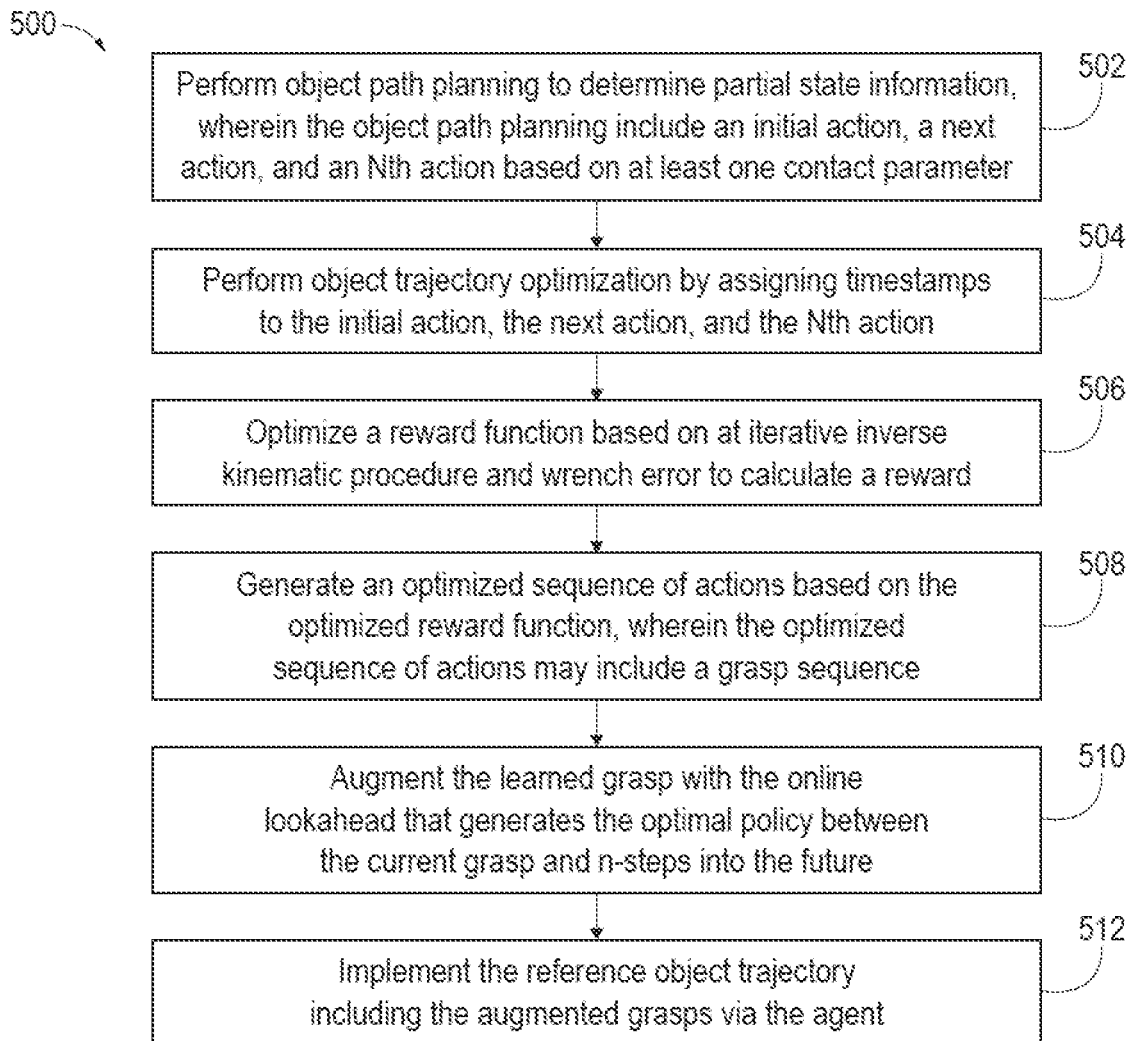 500
Perform object path planning to determine partial state information,
wherein the object path planning include an initial action, a next
action, and an Nth action based on at least one contact parameter
502
Perform object trajectory optimization by assigning timestamps
to the initial action, the next action, and the Nth action
504
Optimize a reward function based on at iterative inverse
kinematic procedure and wrench error to calculate a reward
506
Generate an optimized sequence of actions based on the
optimized reward function, wherein the optimized
sequence of actions may include a grasp sequence
508
Augment the learned grasp with the online
lookahead that generates the optimal policy between
the current grasp and n-steps into the future
510
Implement the reference object trajectory
including the augmented grasps via the agent
512